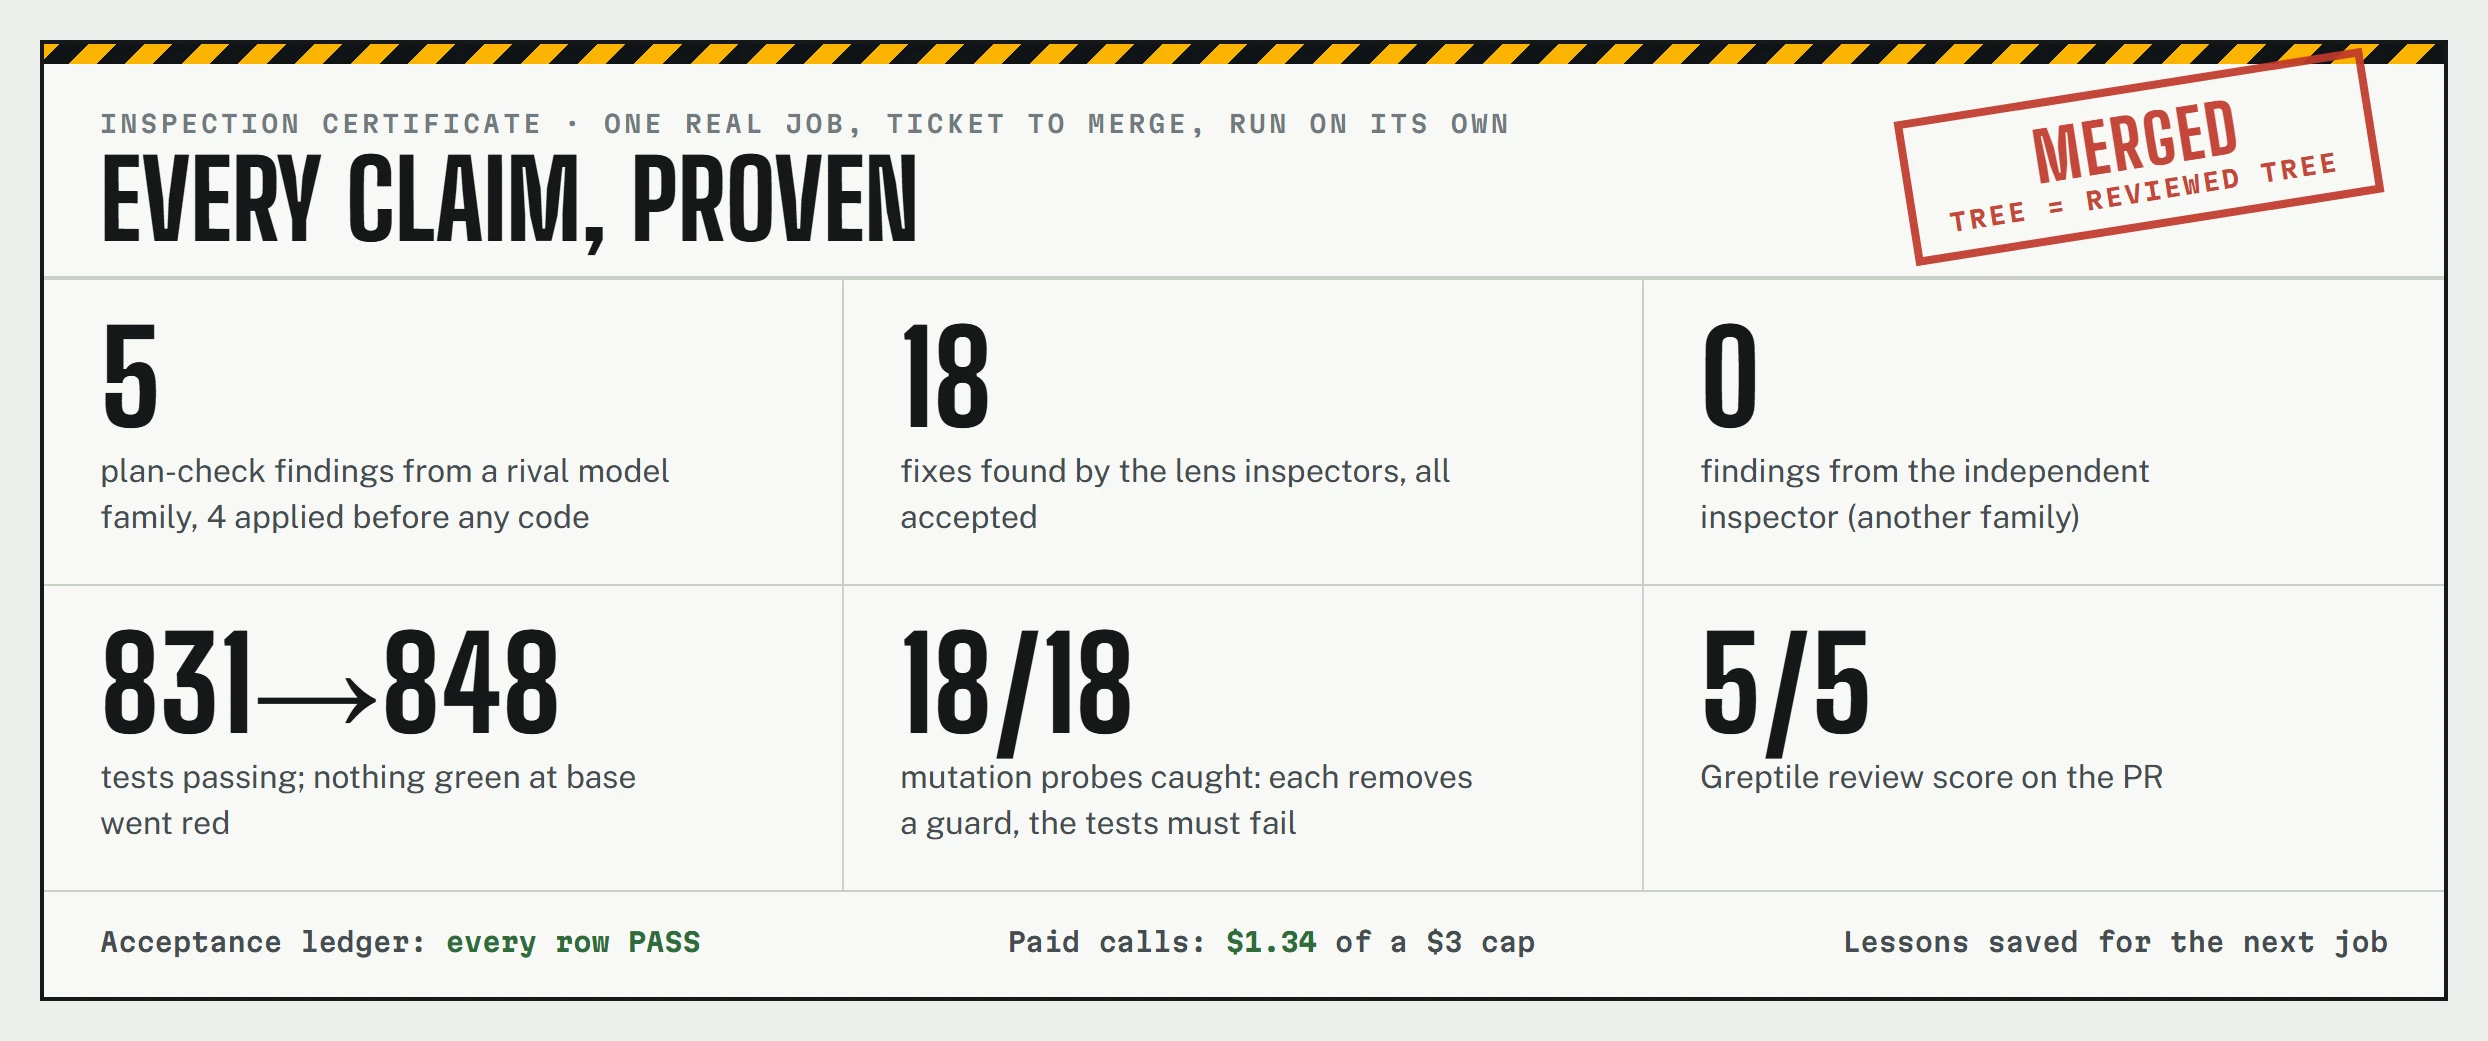 INSPECTION CERTIFICATE · ONE REAL JOB, TICKET TO MERGE, RUN ON ITS OWN
EVERY CLAIM, PROVEN
MERGED
TREE = REVIEWED TREE
5
plan-check findings from a rival model
family, 4 applied before any code
18
fixes found by the lens inspectors, all
accepted
0
findings from the independent
inspector (another family)
831→848
tests passing; nothing green at base
went red
18/18
mutation probes caught: each removes
a guard, the tests must fail
5/5
Greptile review score on the PR
Acceptance ledger: every row PASS
Paid calls: $1.34 of a $3 cap
Lessons saved for the next job